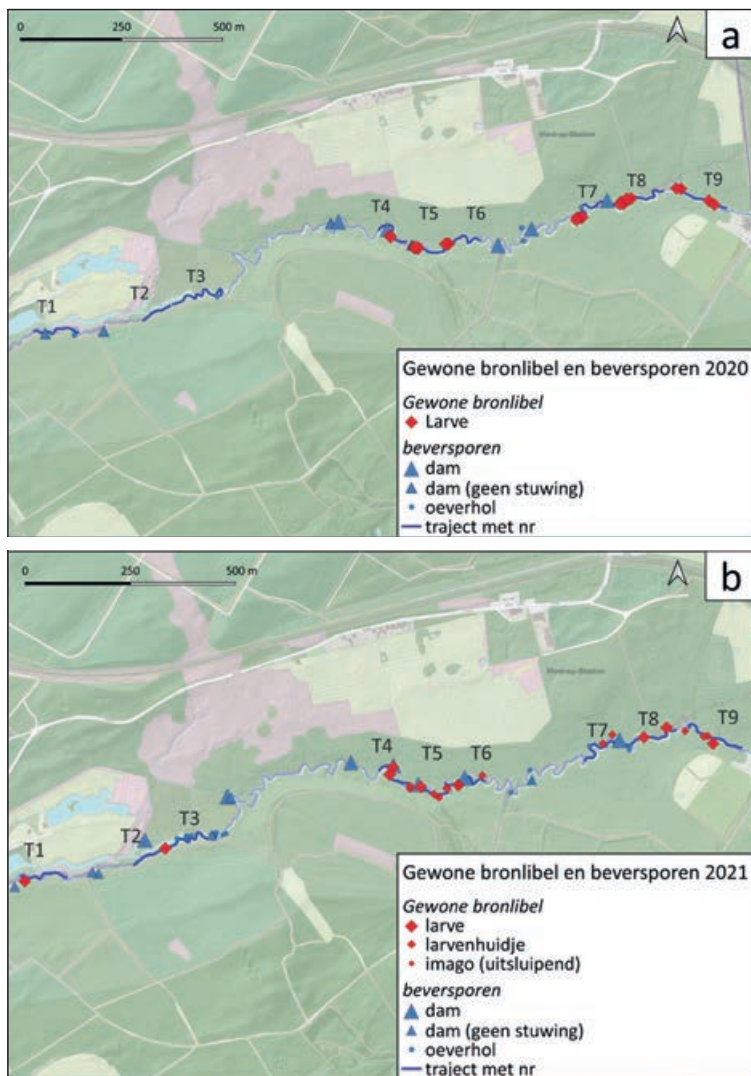 0 250 500 m
a
T1
T2
T3
T4
T5
T6
T7
T8
T9
Gewone bronlibel en beversporen 2020
Gewone bronlibel
Larve
beversporen
dam
dam (geen stuwing)
oeverhol
traject met nr
0 250 500 m
b
T1
T2
T3
T4
T5
T6
T7
T8
T9
Gewone bronlibel en beversporen 2021
Gewone bronlibel
larve
larvenhuidje
imago (uitsluipend)
beversporen
dam
dam (geen stuwing)
oeverhol
traject met nr